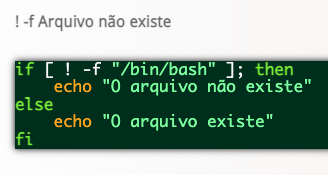 ! -f Arquivo não existe
if [ ! -f "/bin/bash" ]; then
    echo "O arquivo não existe"
else
    echo "O arquivo existe"
fi